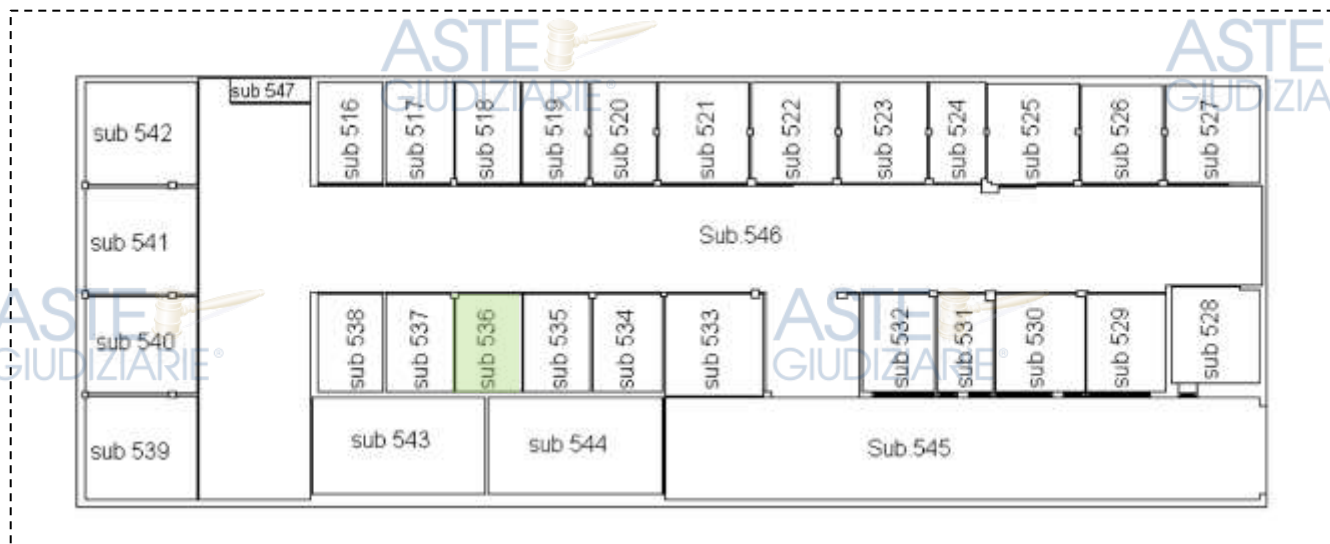 ASTE
GIUDIZIARIE®
ASTE
GIUDIZIA
sub 547
sub 542
sub 516
sub 517
sub 518
sub 519
sub 520
sub 521
sub 522
sub 523
sub 524
sub 525
sub 526
sub 527
sub 541
Sub.546
ASTE
GIUDIZIARIE®
sub 540
sub 538
sub 537
sub 536
sub 535
sub 534
sub 533
ASTE
GIUDIZIARIE®
sub 532
sub 531
sub 530
sub 529
sub 528
sub 539
sub 543
sub 544
Sub.545